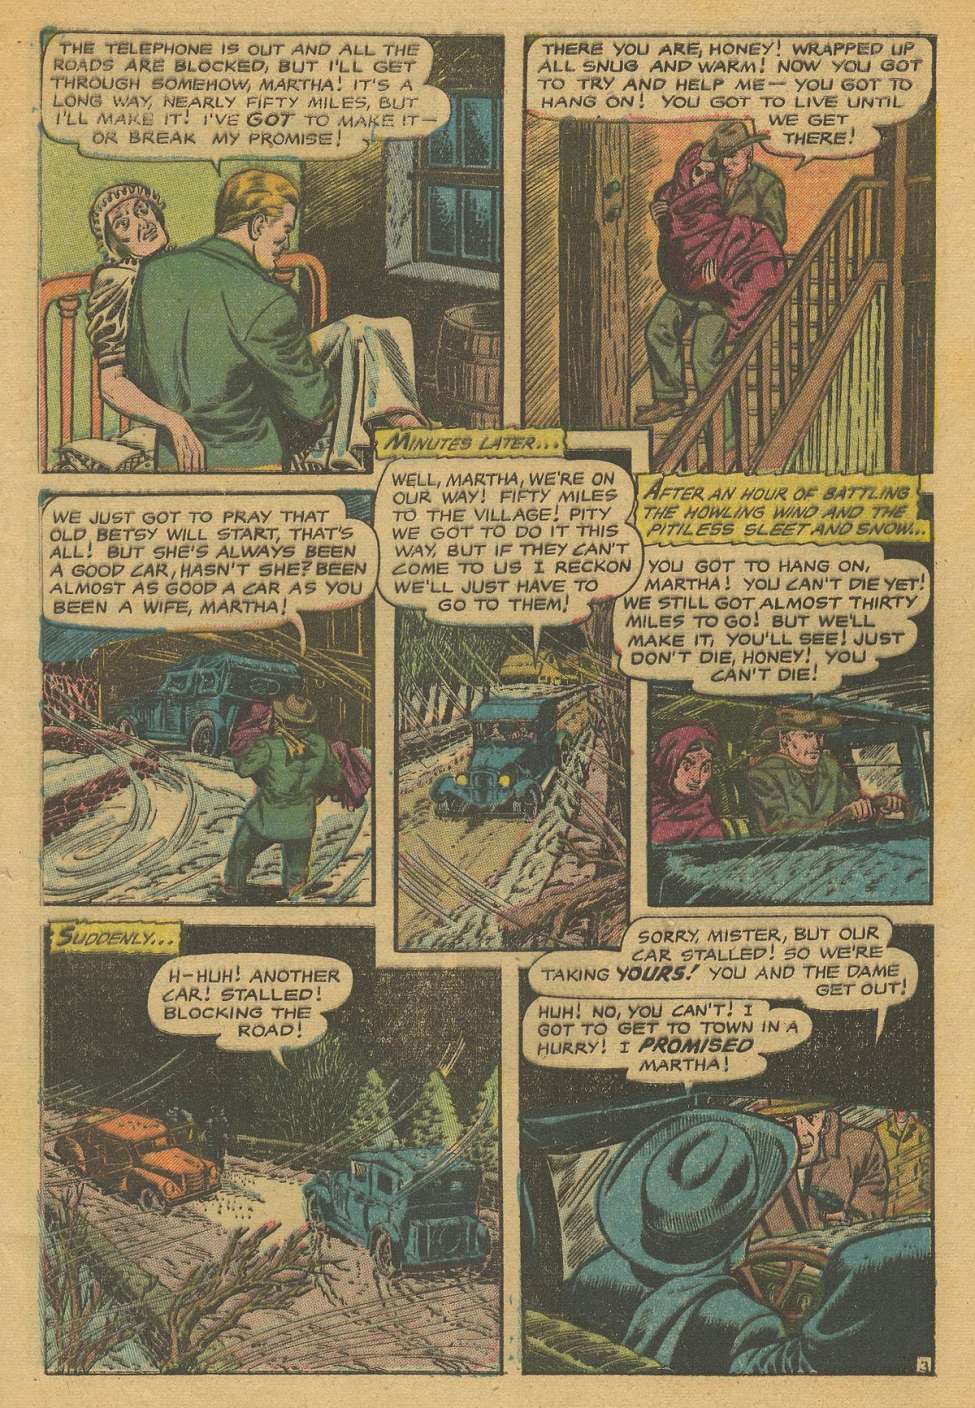 THE TELEPHONE IS OUT AND ALL THE
ROADS ARE BLOCKED, BUT I'LL GET
THROUGH SOMEHOW, MARTHA! IT'S A
LONG WAY, NEARLY FIFTY MILES, BUT
I'LL MAKE IT! I'VE GOT TO MAKE IT—
OR BREAK MY PROMISE!
THERE YOU ARE, HONEY! WRAPPED UP
ALL SNUG AND WARM! NOW YOU GOT
TO TRY AND HELP ME— YOU GOT TO
HANG ON! YOU GOT TO LIVE UNTIL
WE GET
THERE!
WE JUST GOT TO PRAY THAT
OLD BETSY WILL START, THAT'S
ALL! BUT SHE'S ALWAYS BEEN
A GOOD CAR, HASN'T SHE? BEEN
ALMOST AS GOOD A CAR AS YOU
BEEN A WIFE, MARTHA!
MINUTES LATER...
WELL, MARTHA, WE'RE ON
OUR WAY! FIFTY MILES
TO THE VILLAGE! PITY
WE GOT TO DO IT THIS
WAY, BUT IF THEY CAN'T
COME TO US I RECKON
WE'LL JUST HAVE TO
GO TO THEM!
AFTER AN HOUR OF BATTLING
THE HOWLING WIND AND THE
PITILESS SLEET AND SNOW...
YOU GOT TO HANG ON,
MARTHA! YOU CAN'T DIE YET!
WE STILL GOT ALMOST THIRTY
MILES TO GO! BUT WE'LL
MAKE IT, YOU'LL SEE! JUST
DON'T DIE, HONEY! YOU
CAN'T DIE!
SUDDENLY...
H-HUH! ANOTHER
CAR! STALLED!
BLOCKING THE
ROAD!
SORRY, MISTER, BUT OUR
CAR STALLED! SO WE'RE
TAKING YOURS! YOU AND THE DAME
GET OUT!
HUH! NO, YOU CAN'T! I
GOT TO GET TO TOWN IN A
HURRY! I PROMISED
MARTHA!
3